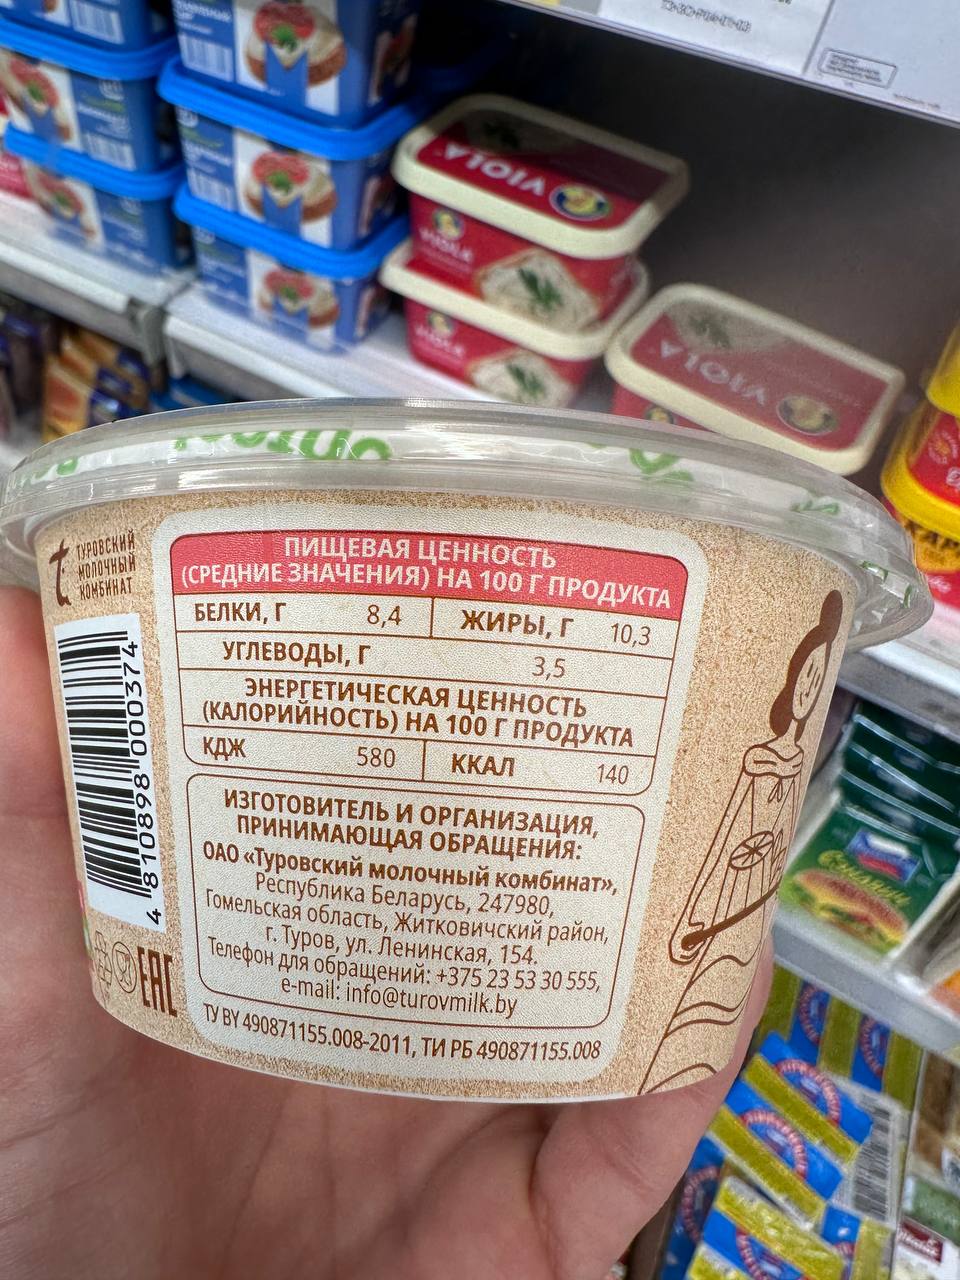 VIOLA
VIOLA
VIOLA
VIOLA
ТУРОВСКИЙ
МОЛОЧНЫЙ
КОМБИНАТ
4 810898 000374
EAC
ПИЩЕВАЯ ЦЕННОСТЬ
(СРЕДНИЕ ЗНАЧЕНИЯ) НА 100 Г ПРОДУКТА
БЕЛКИ, Г 8,4 ЖИРЫ, Г 10,3
УГЛЕВОДЫ, Г 3,5
ЭНЕРГЕТИЧЕСКАЯ ЦЕННОСТЬ
(КАЛОРИЙНОСТЬ) НА 100 Г ПРОДУКТА
КДЖ 580 ККАЛ 140
ИЗГОТОВИТЕЛЬ И ОРГАНИЗАЦИЯ,
ПРИНИМАЮЩАЯ ОБРАЩЕНИЯ:
ОАО «Туровский молочный комбинат»,
Республика Беларусь, 247980,
Гомельская область, Житковичский район,
г. Туров, ул. Ленинская, 154.
Телефон для обращений: +375 23 53 30 555,
e-mail: info@turovmilk.by
ТУ BY 490871155.008-2011, ТИ РБ 490871155.008